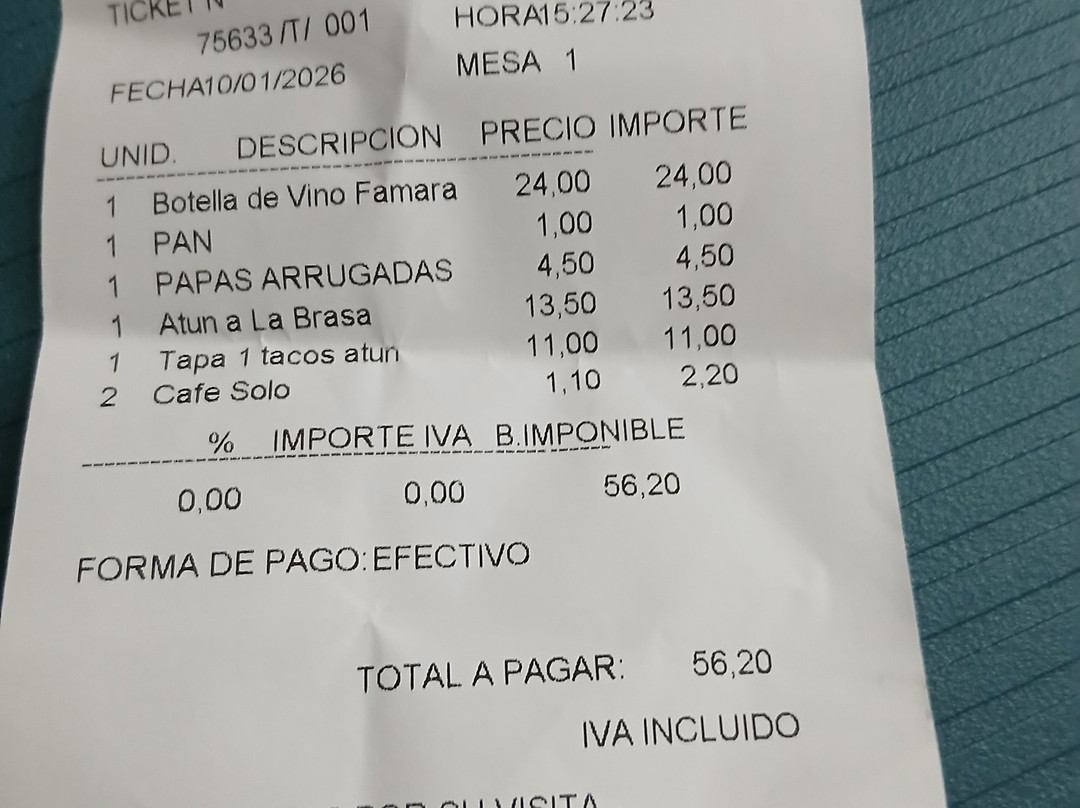 TICKET N
75633 /T/ 001
HORA15:27:23
FECHA10/01/2026
MESA 1
UNID. DESCRIPCION PRECIO IMPORTE
1 Botella de Vino Famara 24,00 24,00
1 PAN 1,00 1,00
1 PAPAS ARRUGADAS 4,50 4,50
1 Atun a La Brasa 13,50 13,50
1 Tapa 1 tacos atun 11,00 11,00
2 Cafe Solo 1,10 2,20
% IMPORTE IVA B.IMPONIBLE
0,00 0,00 56,20
FORMA DE PAGO:EFECTIVO
TOTAL A PAGAR: 56,20
IVA INCLUIDO
POR SU VISITA